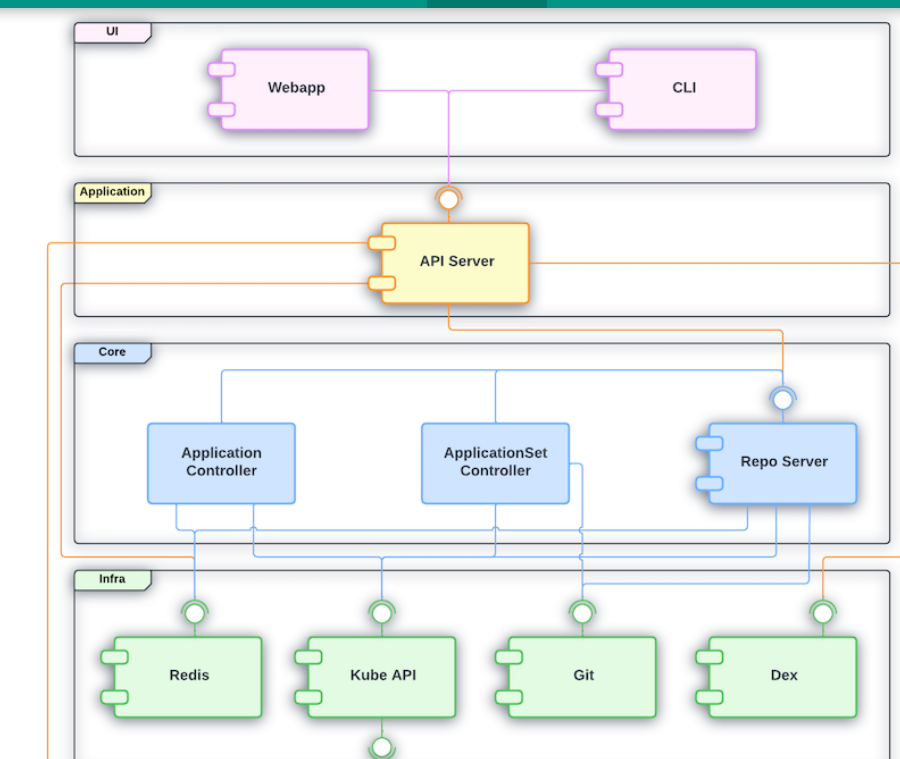 UI
Webapp
CLI
Application
API Server
Core
Application
Controller
ApplicationSet
Controller
Repo Server
Infra
Redis
Kube API
Git
Dex